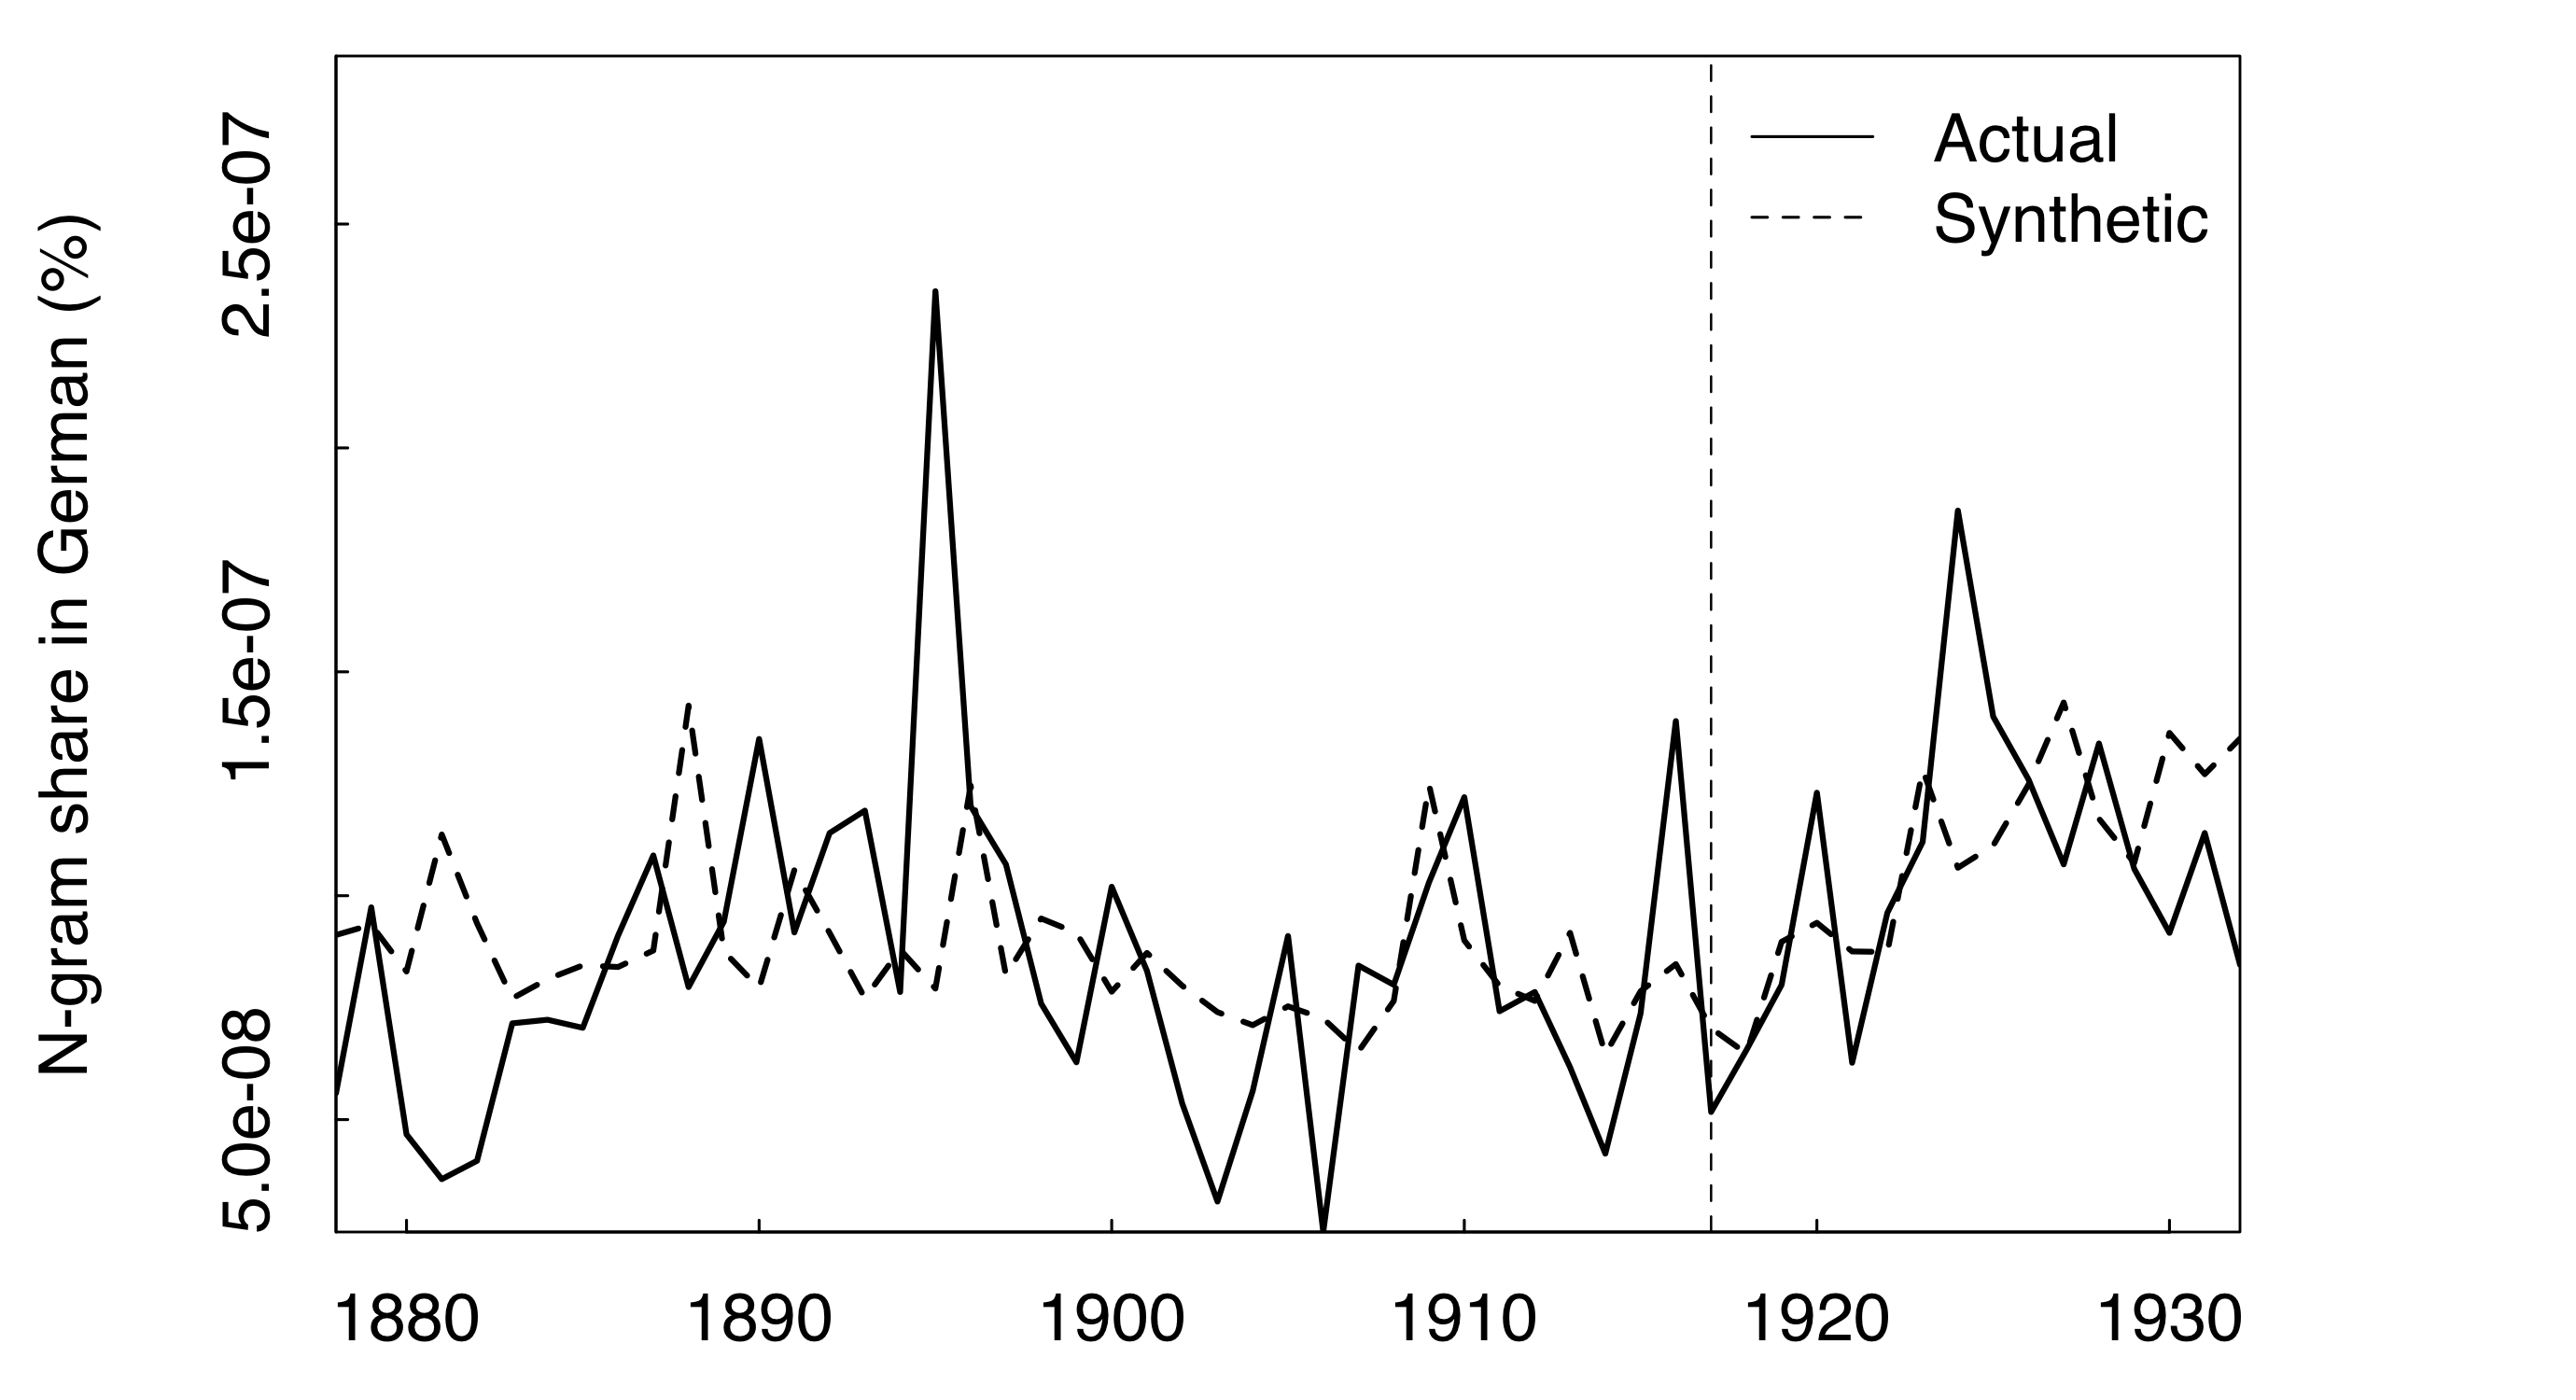 N-gram share in German (%)
2.5e-07
1.5e-07
5.0e-08
Actual
Synthetic
1880 1890 1900 1910 1920 1930